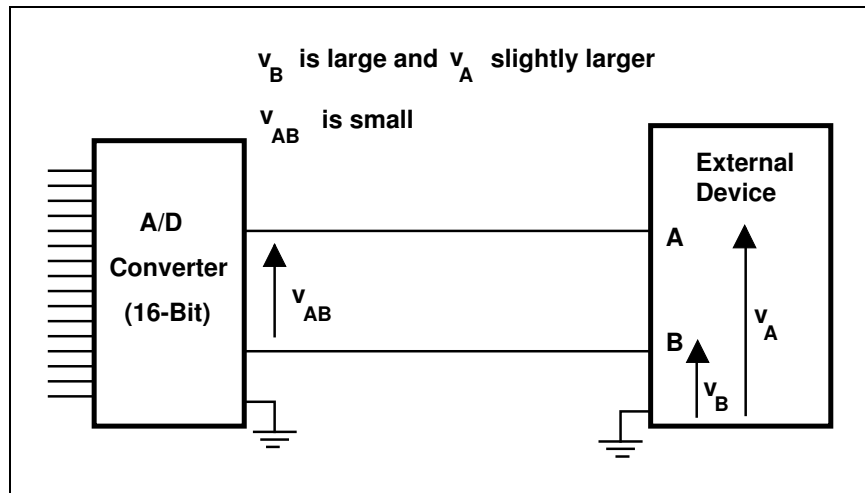 vB is large and vA slightly larger
vAB is small
External
Device
A/D
Converter
(16-Bit)
A
vAB
vA
B
vB